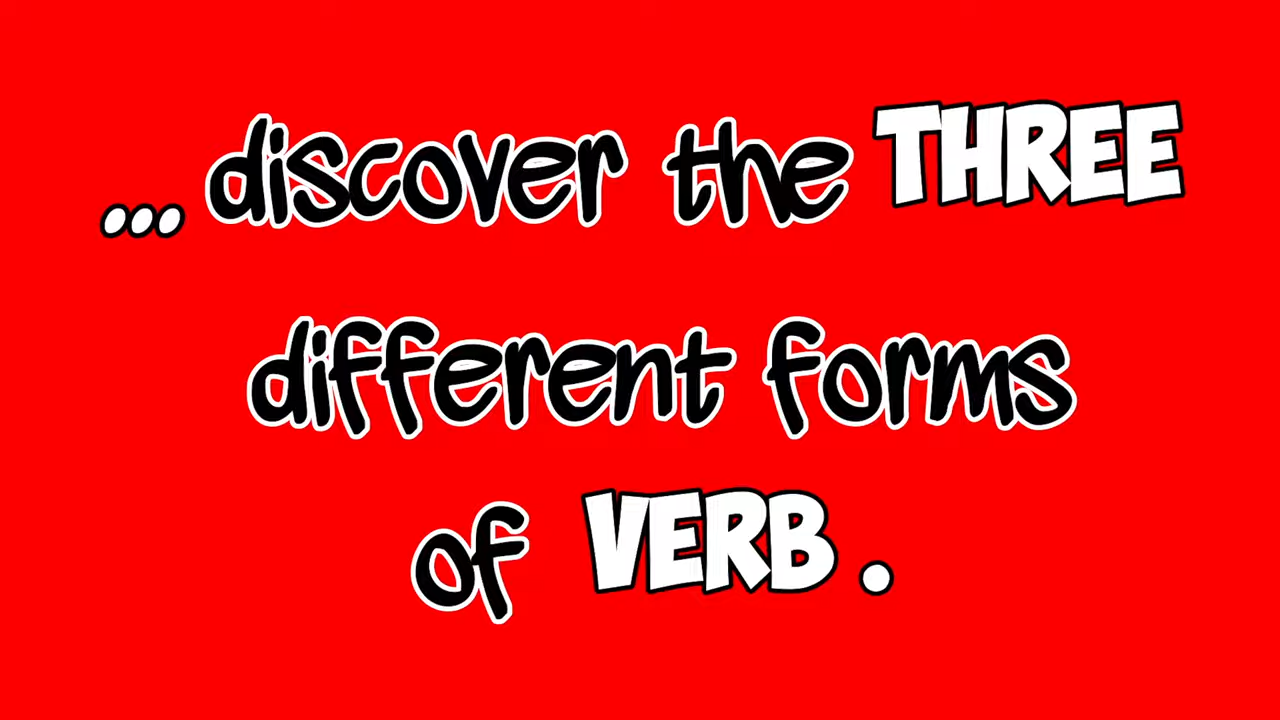 ... discover the THREE
different forms
of VERB .